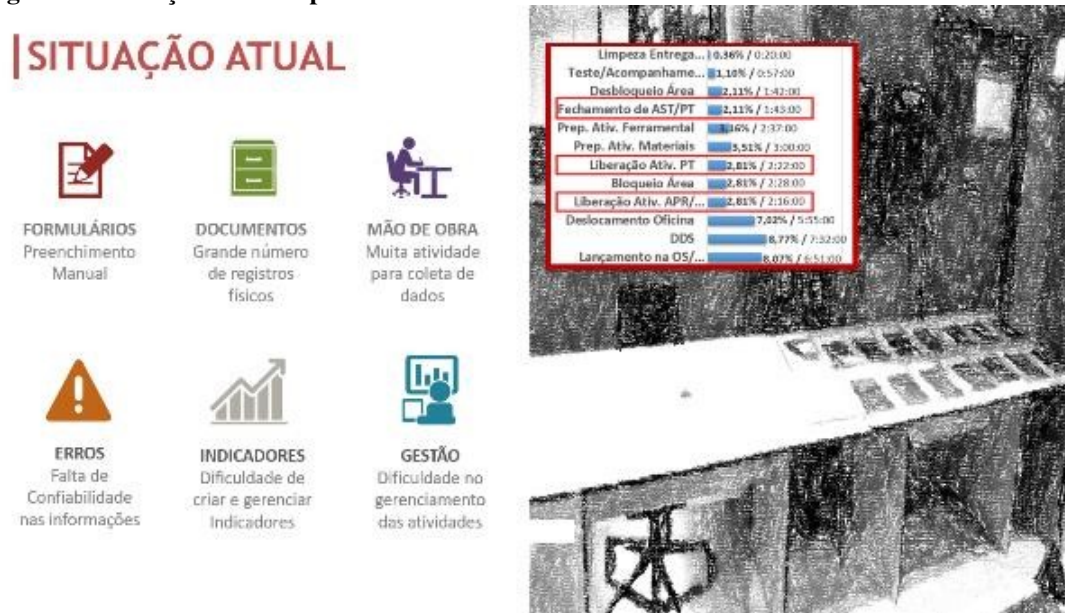 SITUAÇÃO ATUAL
FORMULÁRIOS
Preenchimento
Manual
DOCUMENTOS
Grande número
de registros
físicos
MÃO DE OBRA
Muita atividade
para coleta de
dados
ERROS
Falta de
Confiabilidade
nas informações
INDICADORES
Dificuldade de
criar e gerenciar
Indicadores
GESTÃO
Dificuldade no
gerenciamento
das atividades
Limpeza Entrega... 0,36% / 0:20:00
Teste/Acompanhame... 1,10% / 0:57:00
Desbloqueio Área 2,11% / 1:42:00
Fechamento de AST/PT 2,11% / 1:43:00
Prep. Ativ. Ferramental 3,16% / 2:37:00
Prep. Ativ. Materiais 3,51% / 3:00:00
Liberação Ativ. PT 2,81% / 2:22:00
Bloqueio Área 2,81% / 2:28:00
Liberação Ativ. APR/... 2,81% / 2:16:00
Deslocamento Oficina 7,02% / 5:55:00
DDS 8,77% / 7:32:00
Lançamento na OS/... 8,07% / 6:51:00